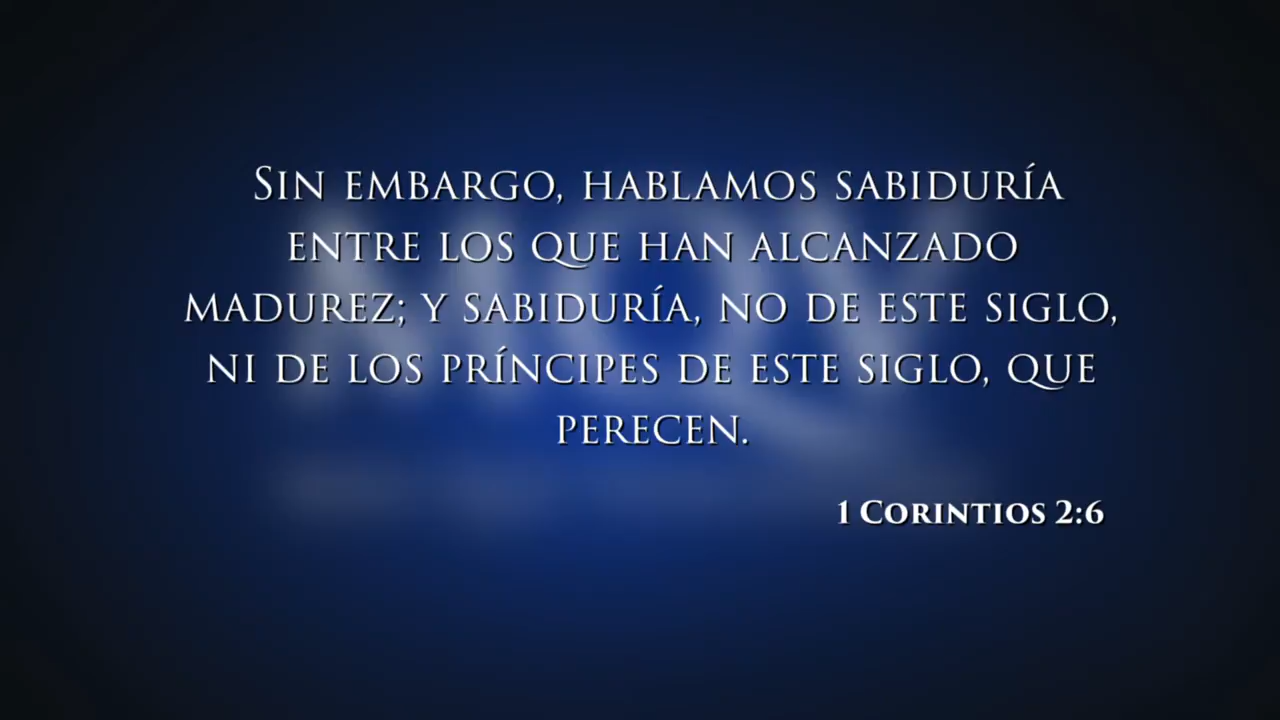 Sin embargo, hablamos sabiduría
entre los que han alcanzado
madurez; y sabiduría, no de este siglo,
ni de los príncipes de este siglo, que
perecen.
1 Corintios 2:6